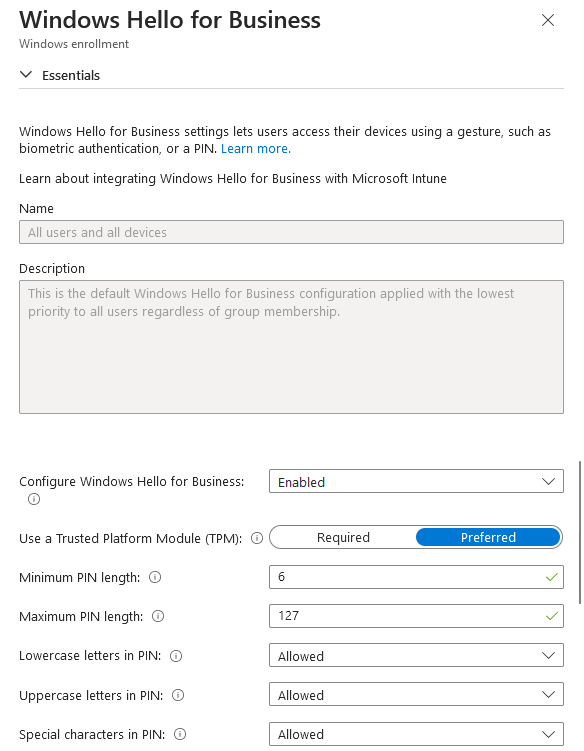 Windows Hello for Business
Windows enrollment
Essentials
Windows Hello for Business settings lets users access their devices using a gesture, such as
biometric authentication, or a PIN. Learn more.
Learn about integrating Windows Hello for Business with Microsoft Intune
Name
All users and all devices
Description
This is the default Windows Hello for Business configuration applied with the lowest
priority to all users regardless of group membership.
Configure Windows Hello for Business: Enabled
Use a Trusted Platform Module (TPM): Required Preferred
Minimum PIN length: 6
Maximum PIN length: 127
Lowercase letters in PIN: Allowed
Uppercase letters in PIN: Allowed
Special characters in PIN: Allowed